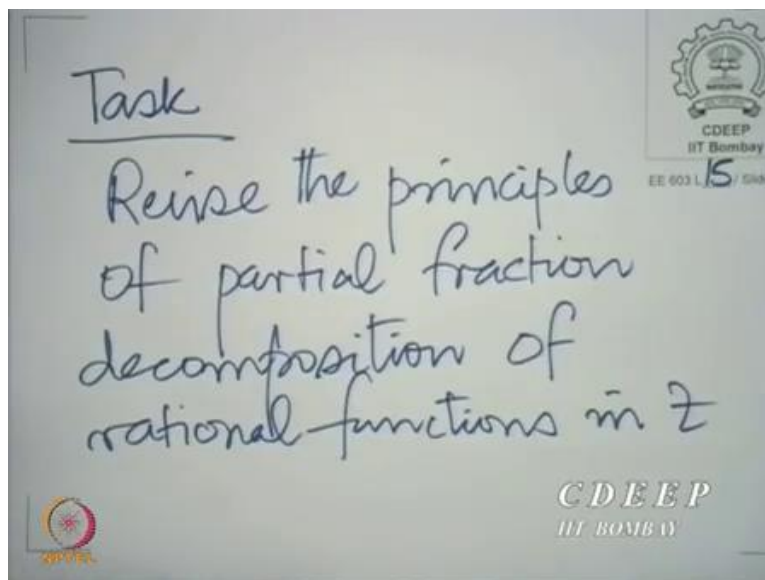 Task
Revise the principles
of partial fraction
decomposition of
rational functions in Z
CDEEP
IIT Bombay
EE 603 L 15 / Slide
CDEEP
IIT BOMBAY
NPTEL